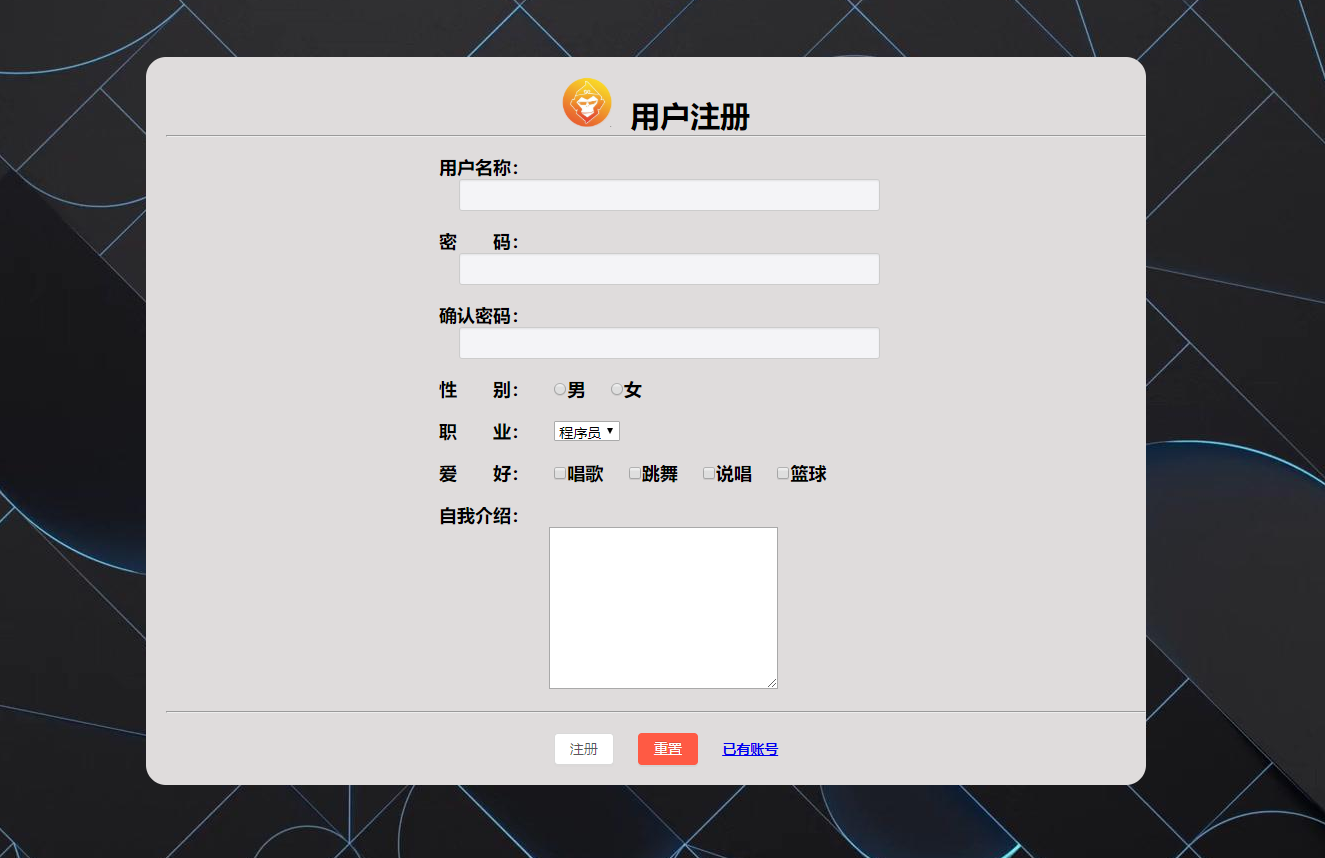 用户注册
用户名称：
密　　码：
确认密码：
性　　别： 男 女
职　　业： 程序员
爱　　好： 唱歌 跳舞 说唱 篮球
自我介绍：
注册 重置 已有账号